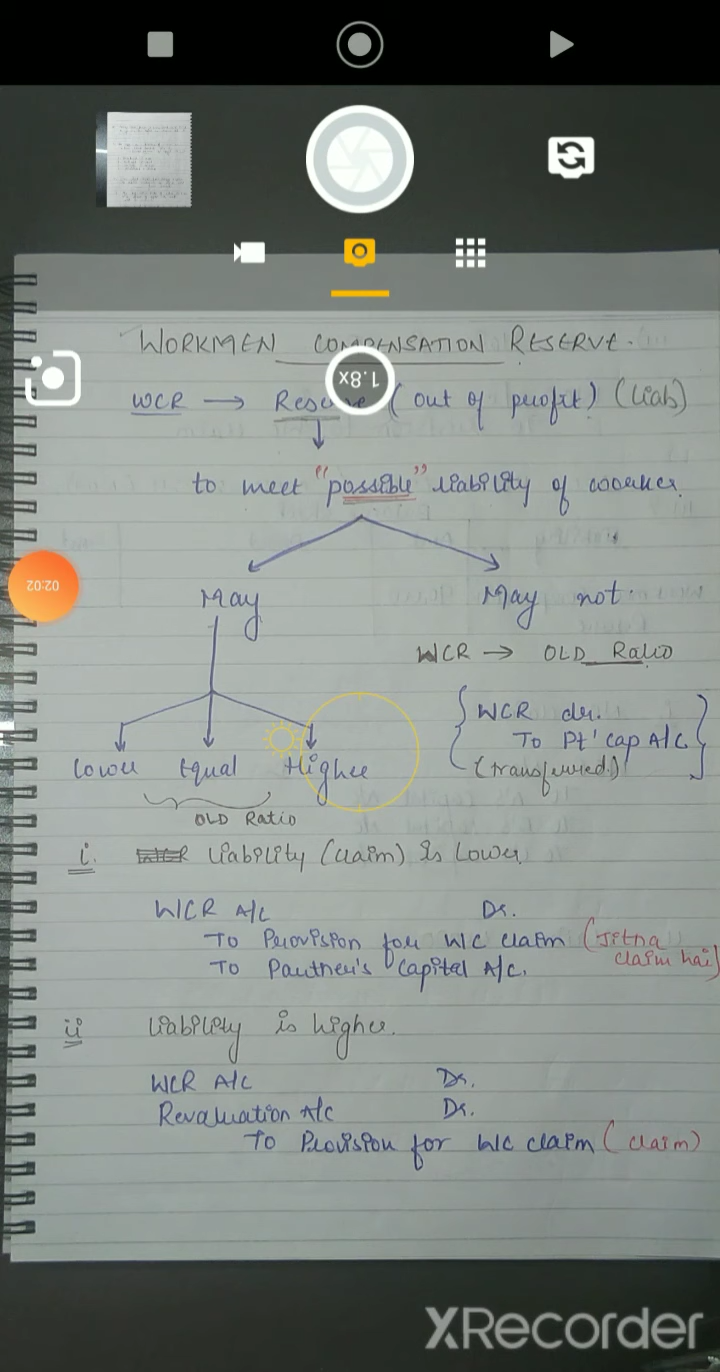 WORKMEN COMPENSATION RESERVE.
1.8X
WCR → Reserve (out of profit) (liab)
to meet "possible" liability of worker.
02:02
May
May not.
WCR → OLD Ratio
WCR dr.
To Pt' cap A/c.
(transferred.)
Lower Equal Higher
OLD Ratio
i. Liability (claim) is Lower
WCR A/c Dr.
To Provision for WC claim (Jitna claim hai)
To Partner's Capital A/c.
ii Liability is higher.
WCR A/c Dr.
Revaluation A/c Dr.
To Provision for WC claim (claim)
XRecorder